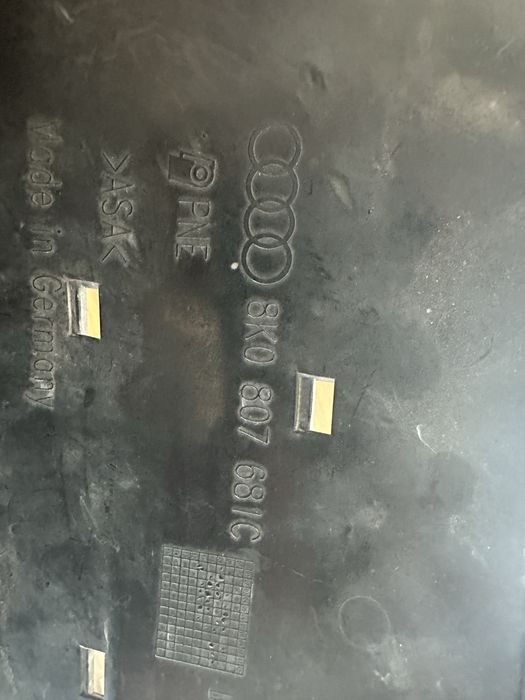 8K0 807 681C
PNE
>ASA<
Made in Germany